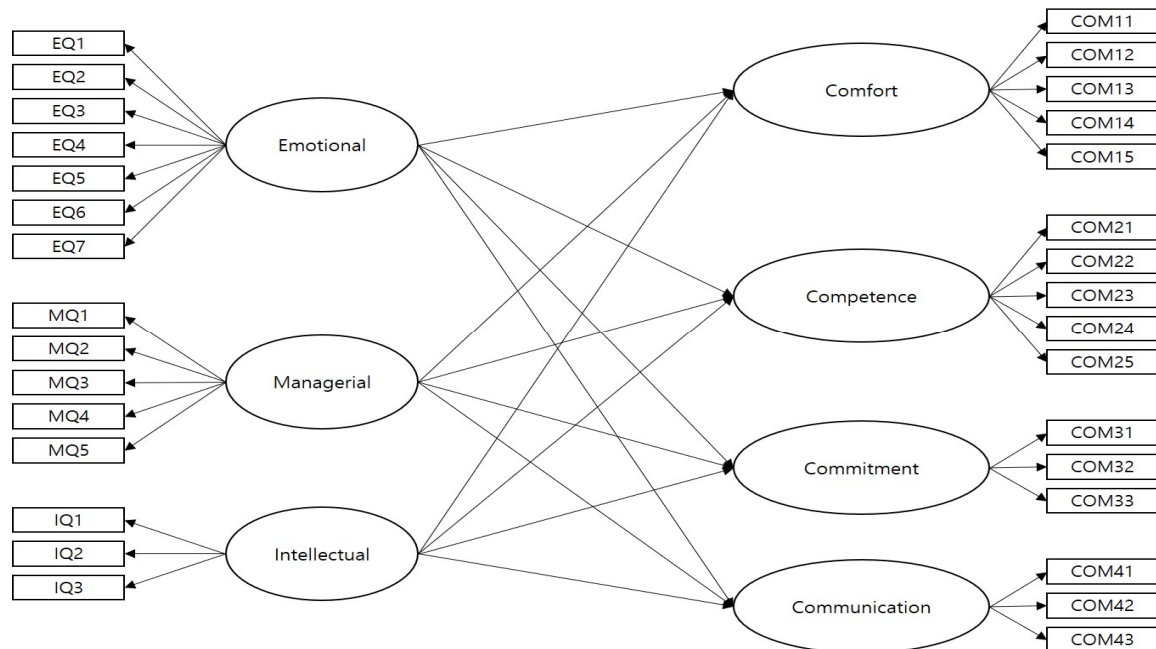 EQ1
EQ2
EQ3
EQ4
EQ5
EQ6
EQ7
Emotional
MQ1
MQ2
MQ3
MQ4
MQ5
Managerial
IQ1
IQ2
IQ3
Intellectual
Comfort
COM11
COM12
COM13
COM14
COM15
Competence
COM21
COM22
COM23
COM24
COM25
Commitment
COM31
COM32
COM33
Communication
COM41
COM42
COM43